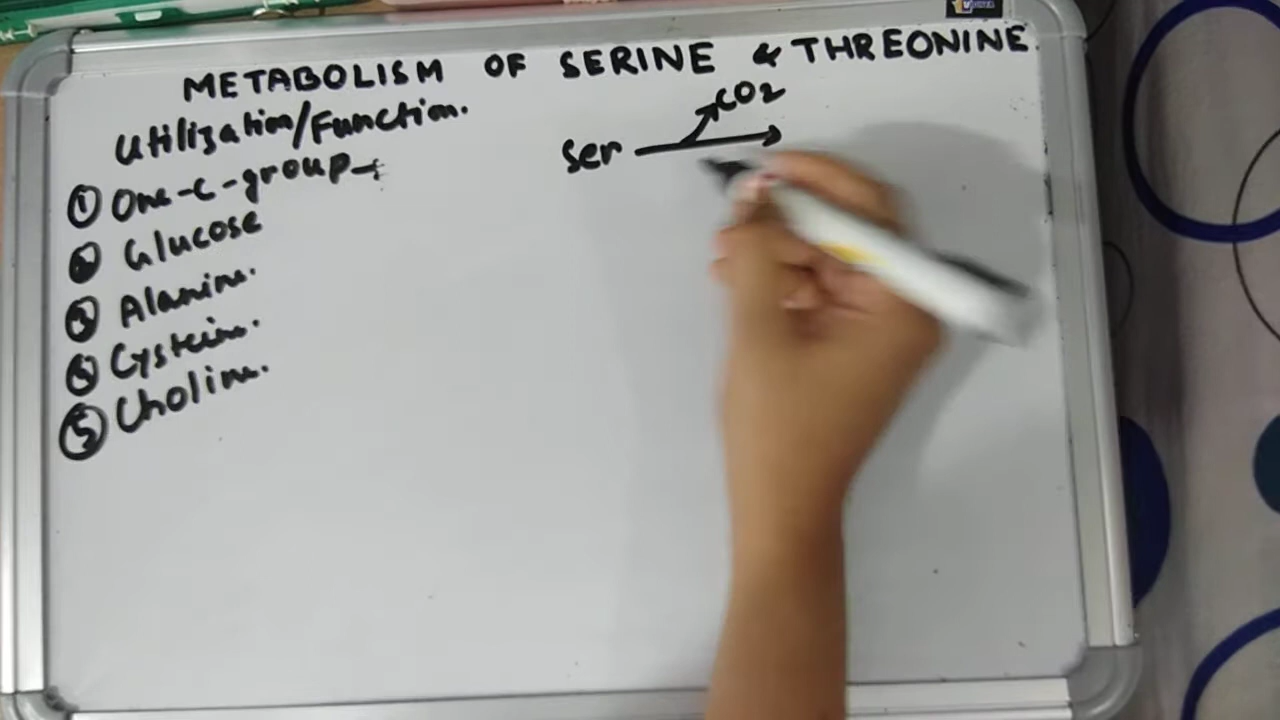 METABOLISM OF SERINE & THREONINE.
Utilization/Function.
① One-c-group-
② Glucose
③ Alanine.
④ Cysteine.
⑤ Choline.
Ser → CO2